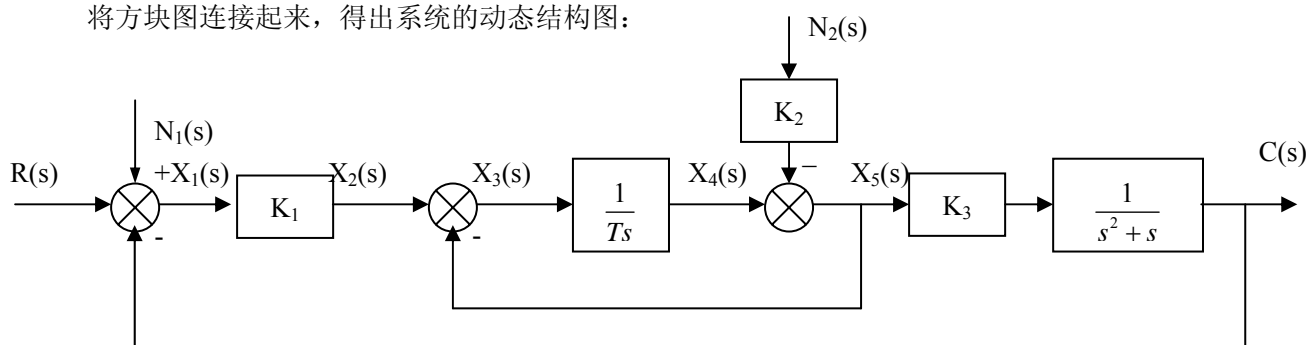 将方块图连接起来，得出系统的动态结构图：
N₂(s)
K₂
N₁(s)
R(s) +X₁(s) K₁ X₂(s) X₃(s) 1/Ts X₄(s) − X₅(s) K₃ 1/(s²+s) C(s)
- -